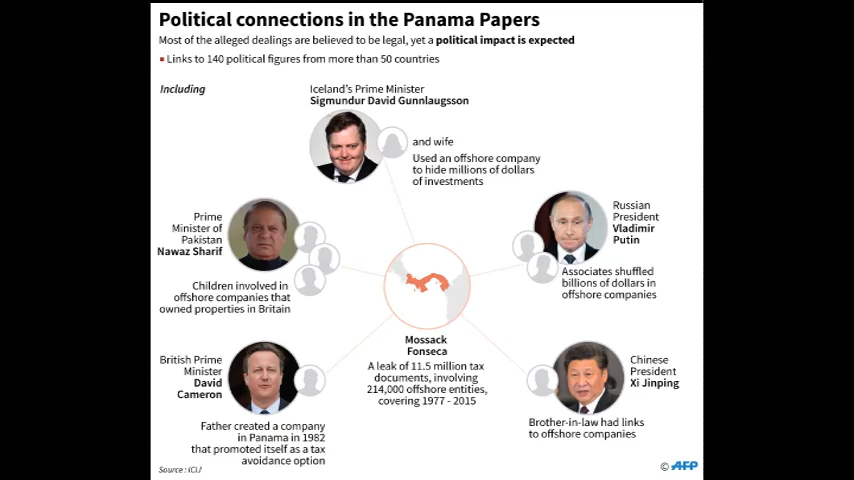 Political connections in the Panama Papers
Most of the alleged dealings are believed to be legal, yet a political impact is expected
Links to 140 political figures from more than 50 countries
Including
Iceland's Prime Minister
Sigmundur David Gunnlaugsson
and wife
Used an offshore company
to hide millions of dollars
of investments
Prime
Minister of
Pakistan
Nawaz Sharif
Children involved in
offshore companies that
owned properties in Britain
Russian
President
Vladimir
Putin
Associates shuffled
billions of dollars in
offshore companies
Mossack
Fonseca
A leak of 11.5 million tax
documents, involving
214,000 offshore entities,
covering 1977 - 2015
British Prime
Minister
David
Cameron
Father created a company
in Panama in 1982
that promoted itself as a tax
avoidance option
Chinese
President
Xi Jinping
Brother-in-law had links
to offshore companies
Source : ICIJ
© AFP